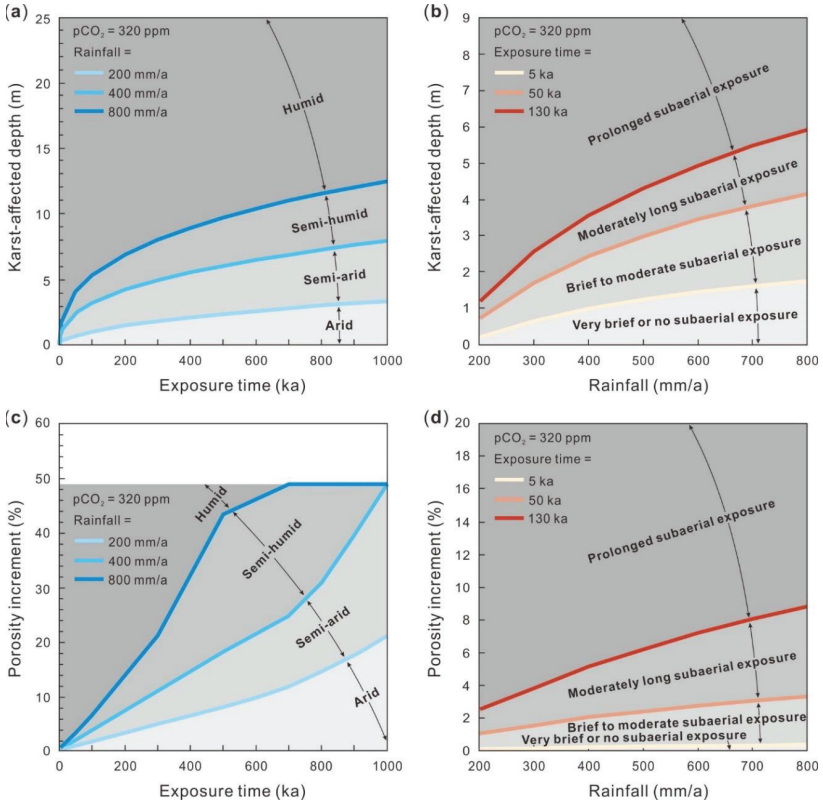 (a)
pCO₂ = 320 ppm
Rainfall =
200 mm/a
400 mm/a
800 mm/a
Humid
Semi-humid
Semi-arid
Arid
25
20
15
10
5
0
Karst-affected depth (m)
0 200 400 600 800 1000
Exposure time (ka)
(b)
pCO₂ = 320 ppm
Exposure time =
5 ka
50 ka
130 ka
Prolonged subaerial exposure
Moderately long subaerial exposure
Brief to moderate subaerial exposure
Very brief or no subaerial exposure
9
8
7
6
5
4
3
2
1
0
Karst-affected depth (m)
200 300 400 500 600 700 800
Rainfall (mm/a)
(c)
pCO₂ = 320 ppm
Rainfall =
200 mm/a
400 mm/a
800 mm/a
Humid
Semi-humid
Semi-arid
Arid
60
50
40
30
20
10
0
Porosity increment (%)
0 200 400 600 800 1000
Exposure time (ka)
(d)
pCO₂ = 320 ppm
Exposure time =
5 ka
50 ka
130 ka
Prolonged subaerial exposure
Moderately long subaerial exposure
Brief to moderate subaerial exposure
Very brief or no subaerial exposure
20
18
16
14
12
10
8
6
4
2
0
Porosity increment (%)
200 300 400 500 600 700 800
Rainfall (mm/a)